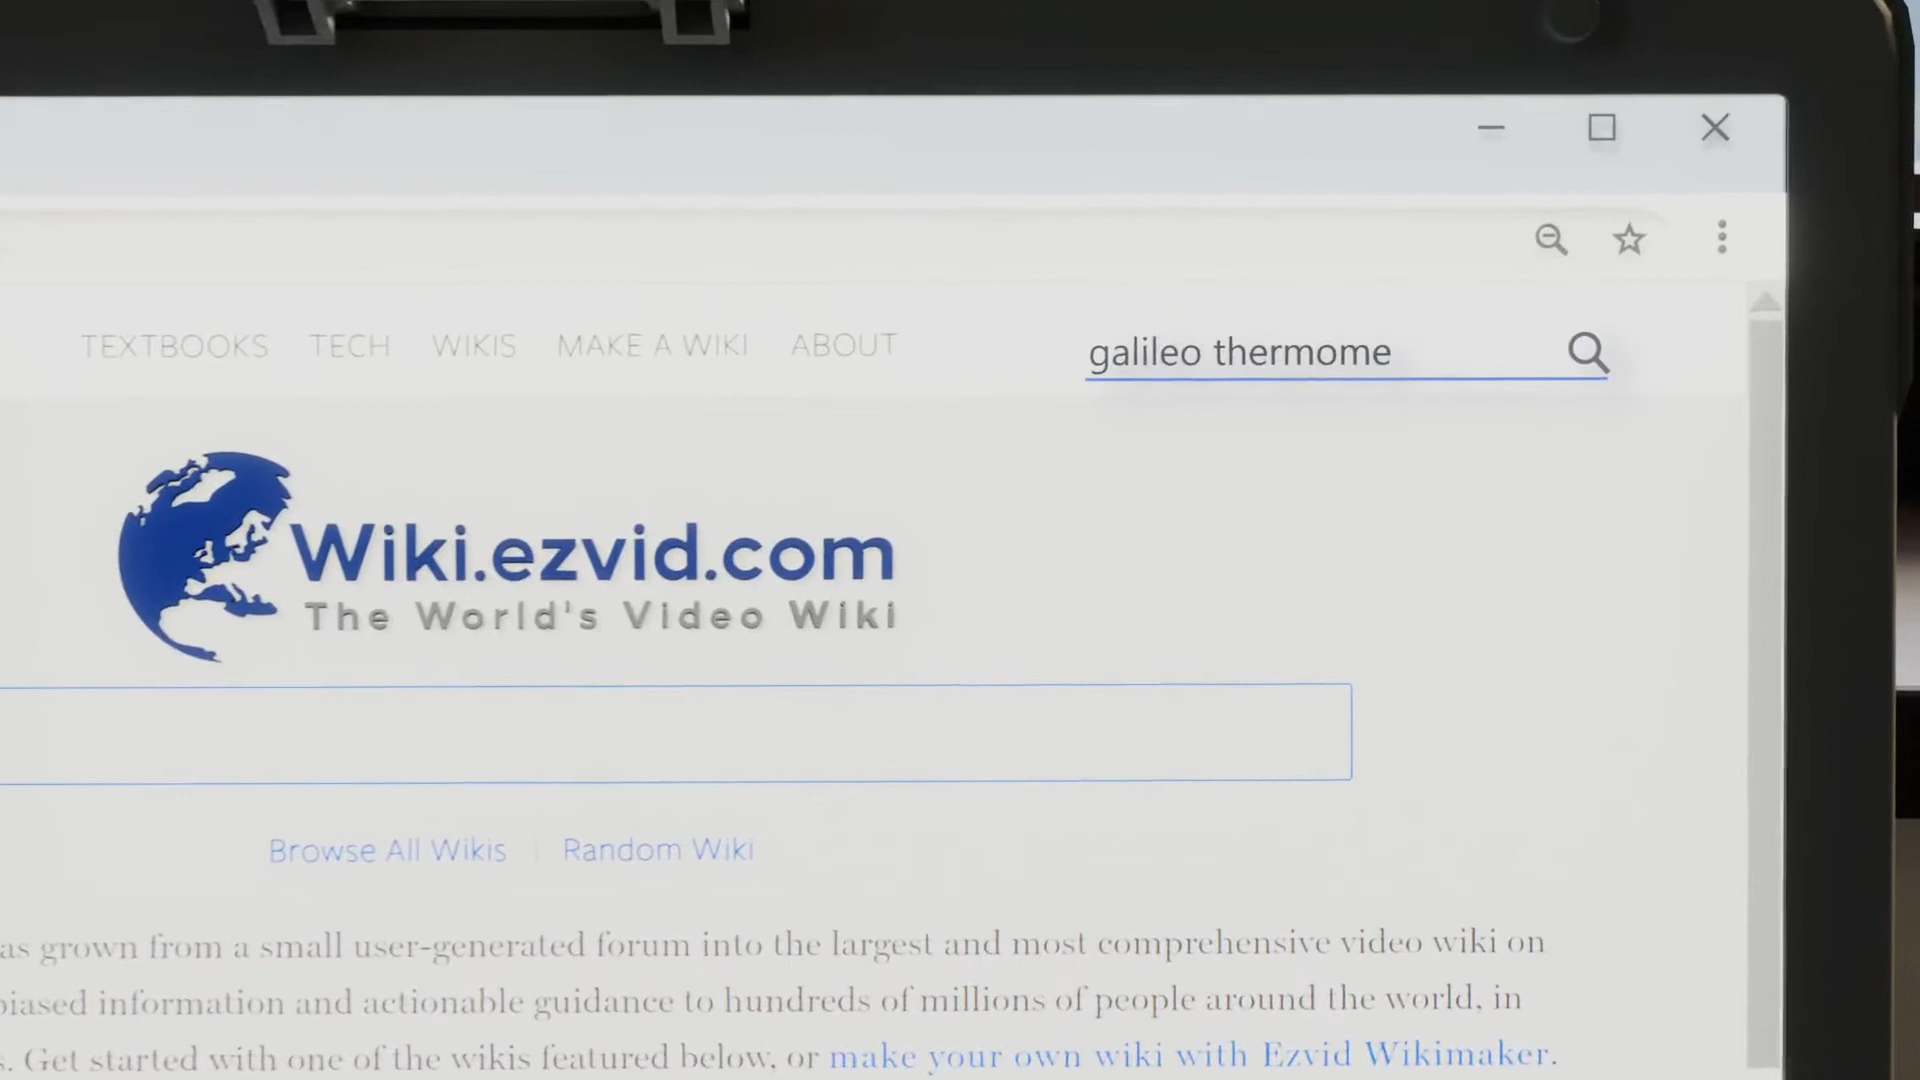 TEXTBOOKS TECH WIKIS MAKE A WIKI ABOUT
galileo thermome
Wiki.ezvid.com
The World's Video Wiki
Browse All Wikis Random Wiki
as grown from a small user-generated forum into the largest and most comprehensive video wiki on
biased information and actionable guidance to hundreds of millions of people around the world, in
s. Get started with one of the wikis featured below, or make your own wiki with Ezvid Wikimaker.